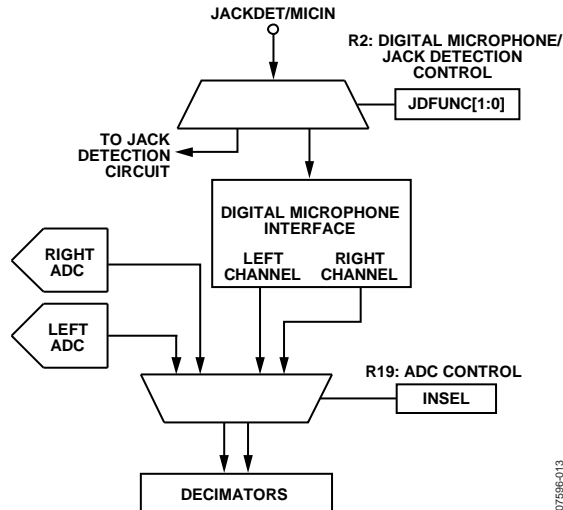 JACKDET/MICIN
R2: DIGITAL MICROPHONE/
JACK DETECTION
CONTROL
JDFUNC[1:0]
TO JACK
DETECTION
CIRCUIT
DIGITAL MICROPHONE
INTERFACE
LEFT
CHANNEL
RIGHT
CHANNEL
RIGHT
ADC
LEFT
ADC
R19: ADC CONTROL
INSEL
DECIMATORS
07596-013